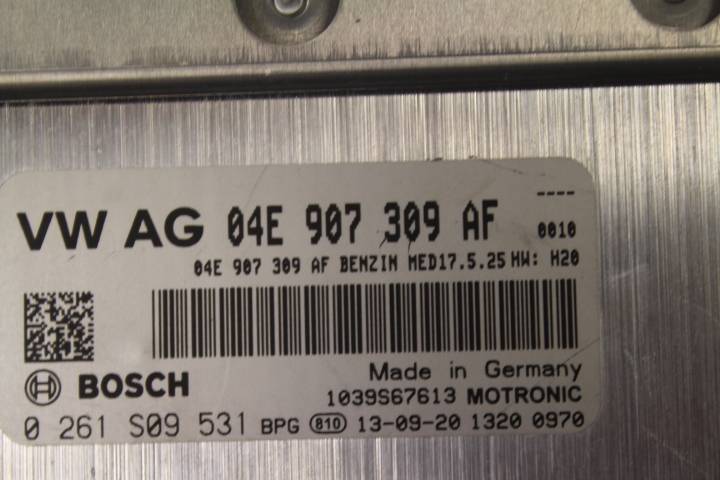 ----
VW AG 04E 907 309 AF 0010
04E 907 309 AF BENZIN MED17.5.25 HW: H20
Made in Germany
BOSCH 1039S67613 MOTRONIC
0 261 S09 531 BPG 810 13-09-20 1320 0970